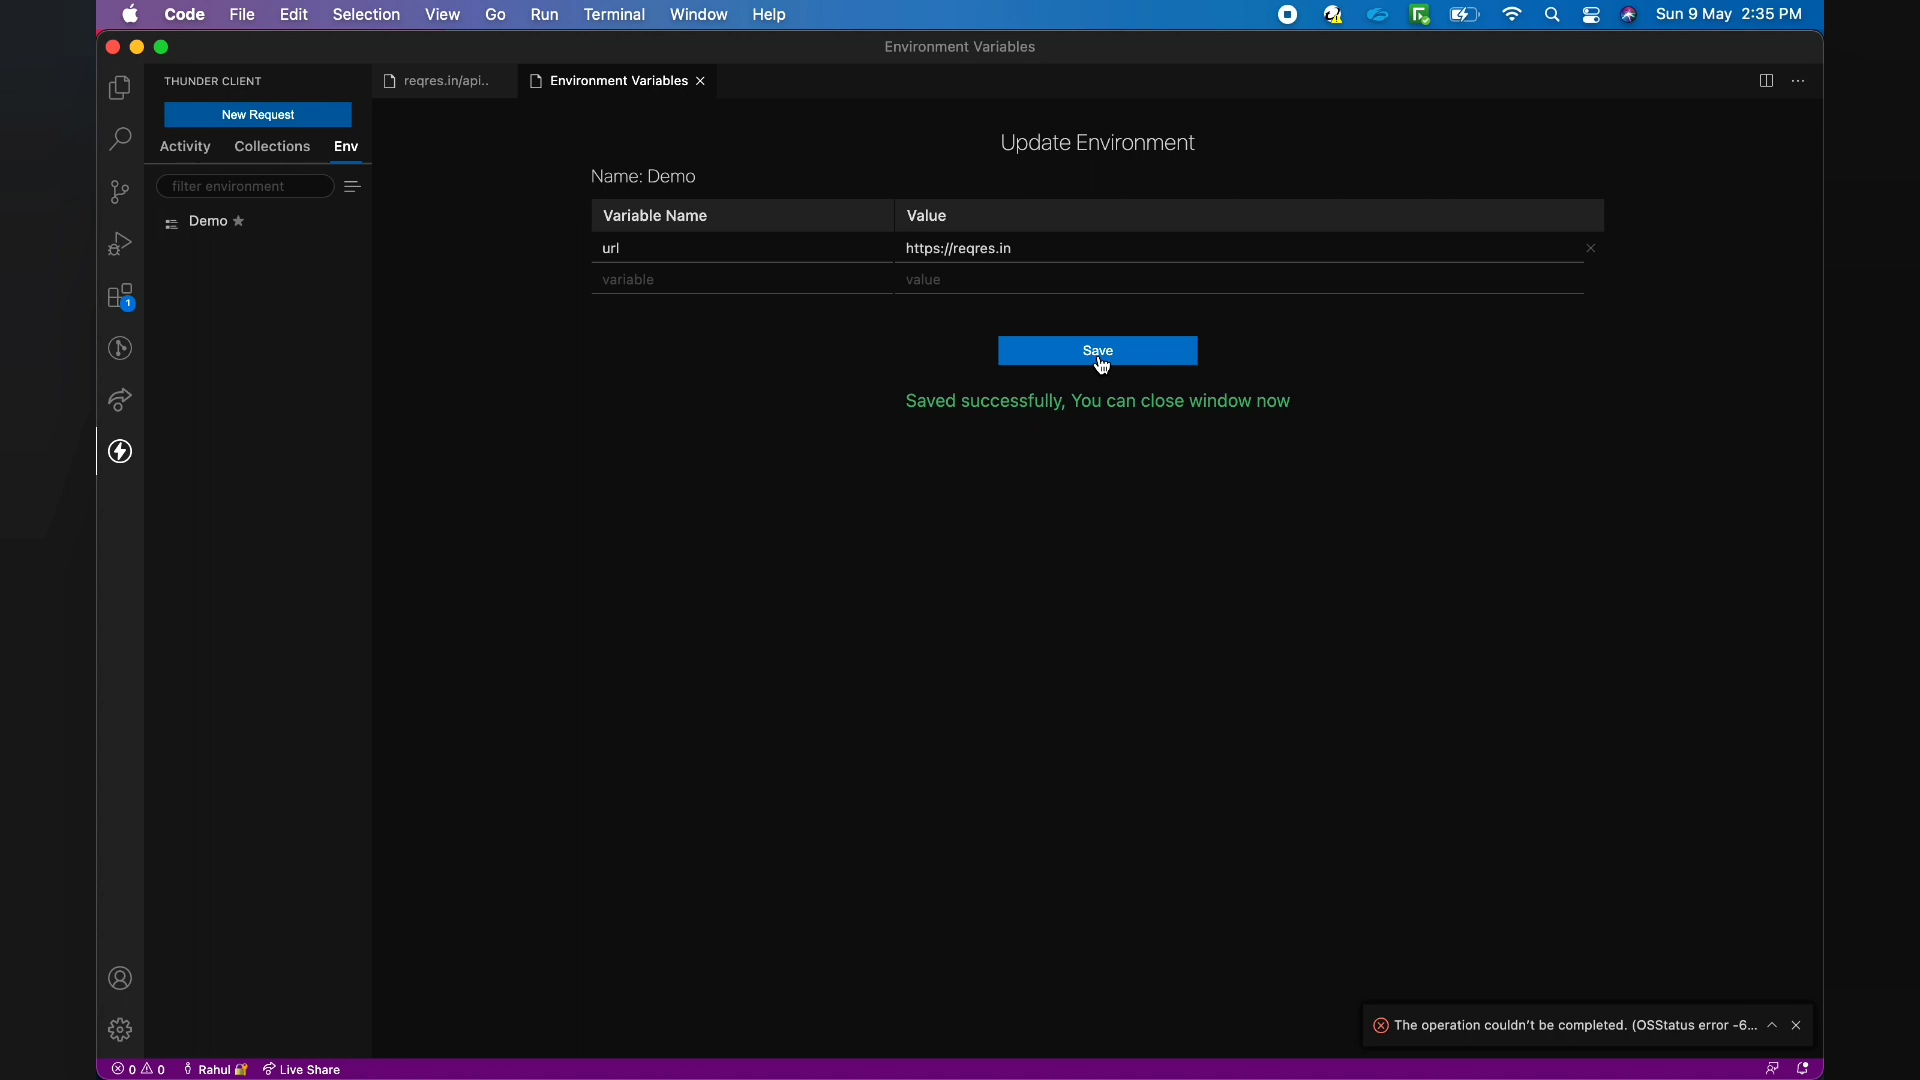 Code File Edit Selection View Go Run Terminal Window Help Sun 9 May 2:35 PM
Environment Variables
THUNDER CLIENT
reqres.in/api..
Environment Variables
New Request
Activity Collections Env
filter environment
Demo
Update Environment
Name: Demo
Variable Name Value
url https://reqres.in
variable value
Save
Saved successfully, You can close window now
1
The operation couldn't be completed. (OSStatus error -6...
0 0 Rahul Live Share